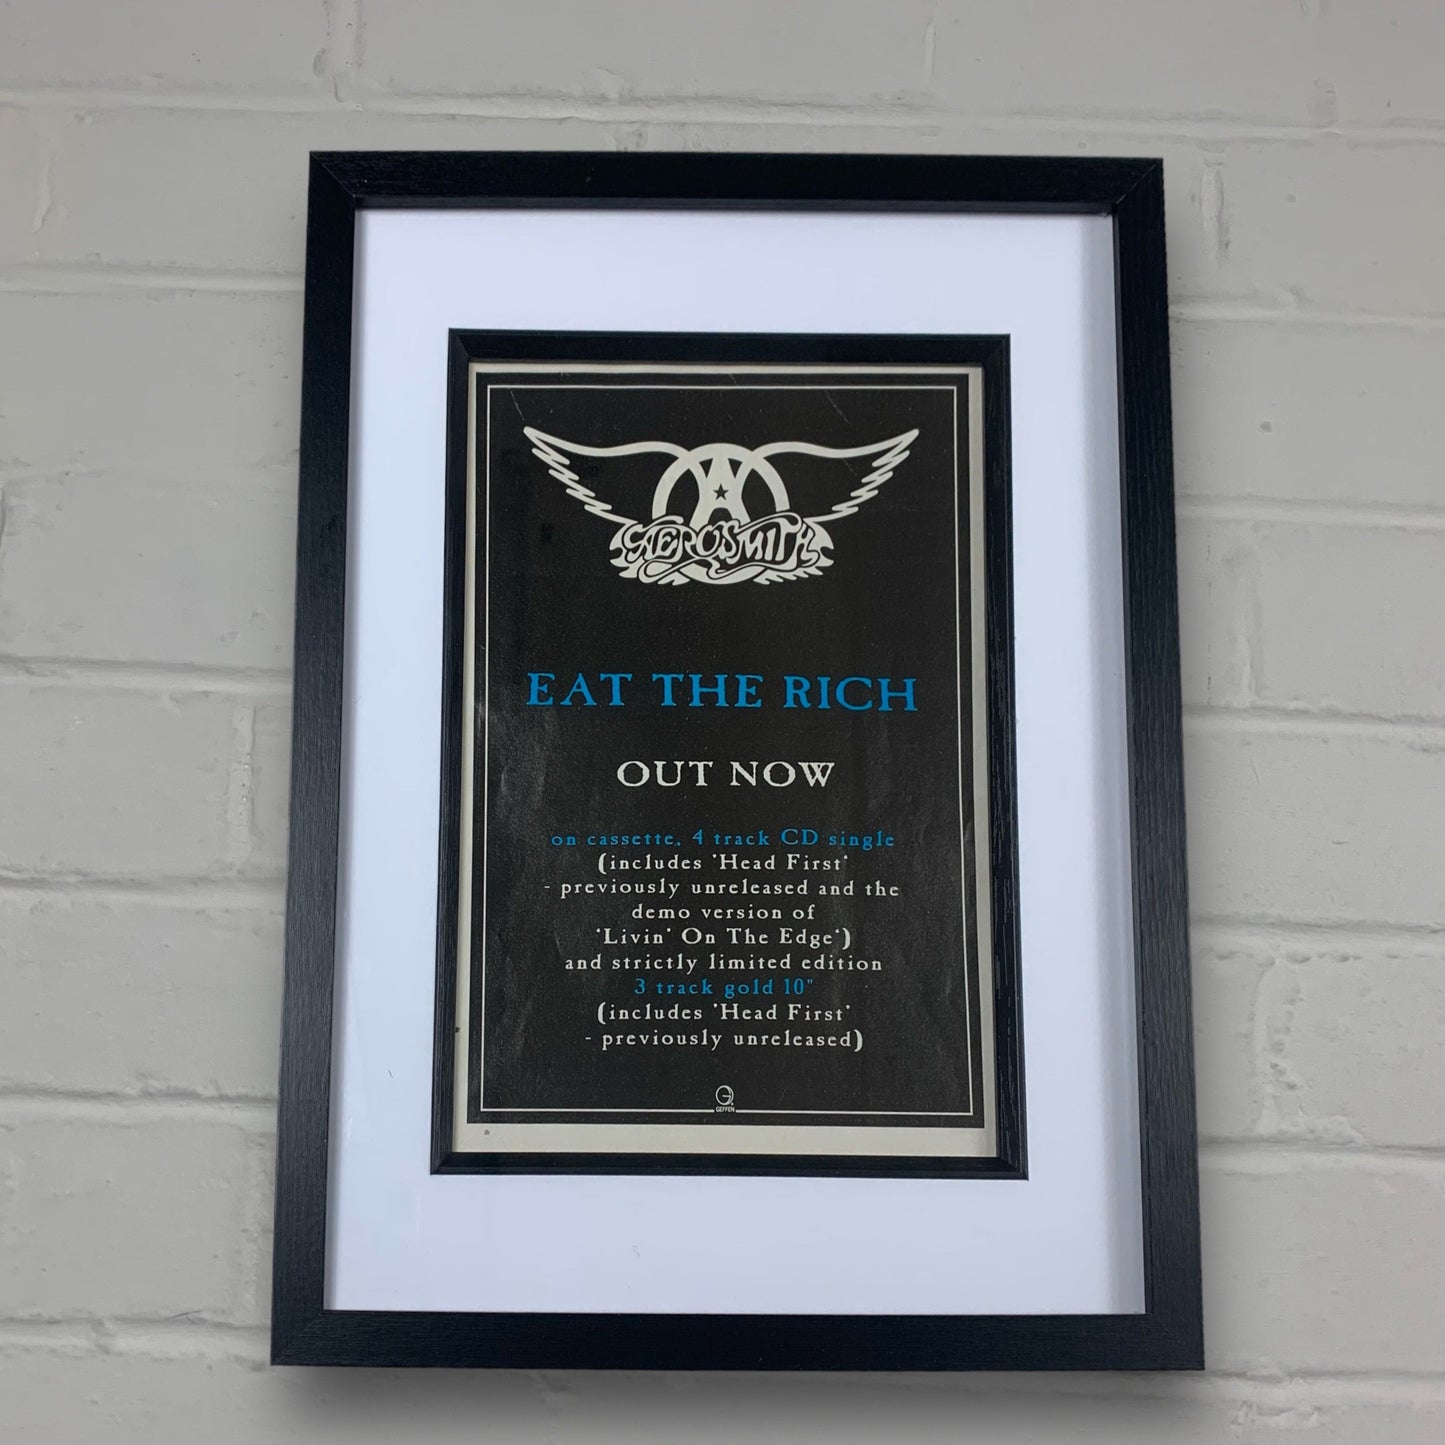 AEROSMITH
EAT THE RICH
OUT NOW
on cassette, 4 track CD single
(includes 'Head First'
- previously unreleased and the
demo version of
'Livin' On The Edge')
and strictly limited edition
3 track gold 10"
(includes 'Head First'
- previously unreleased)
GEFFEN